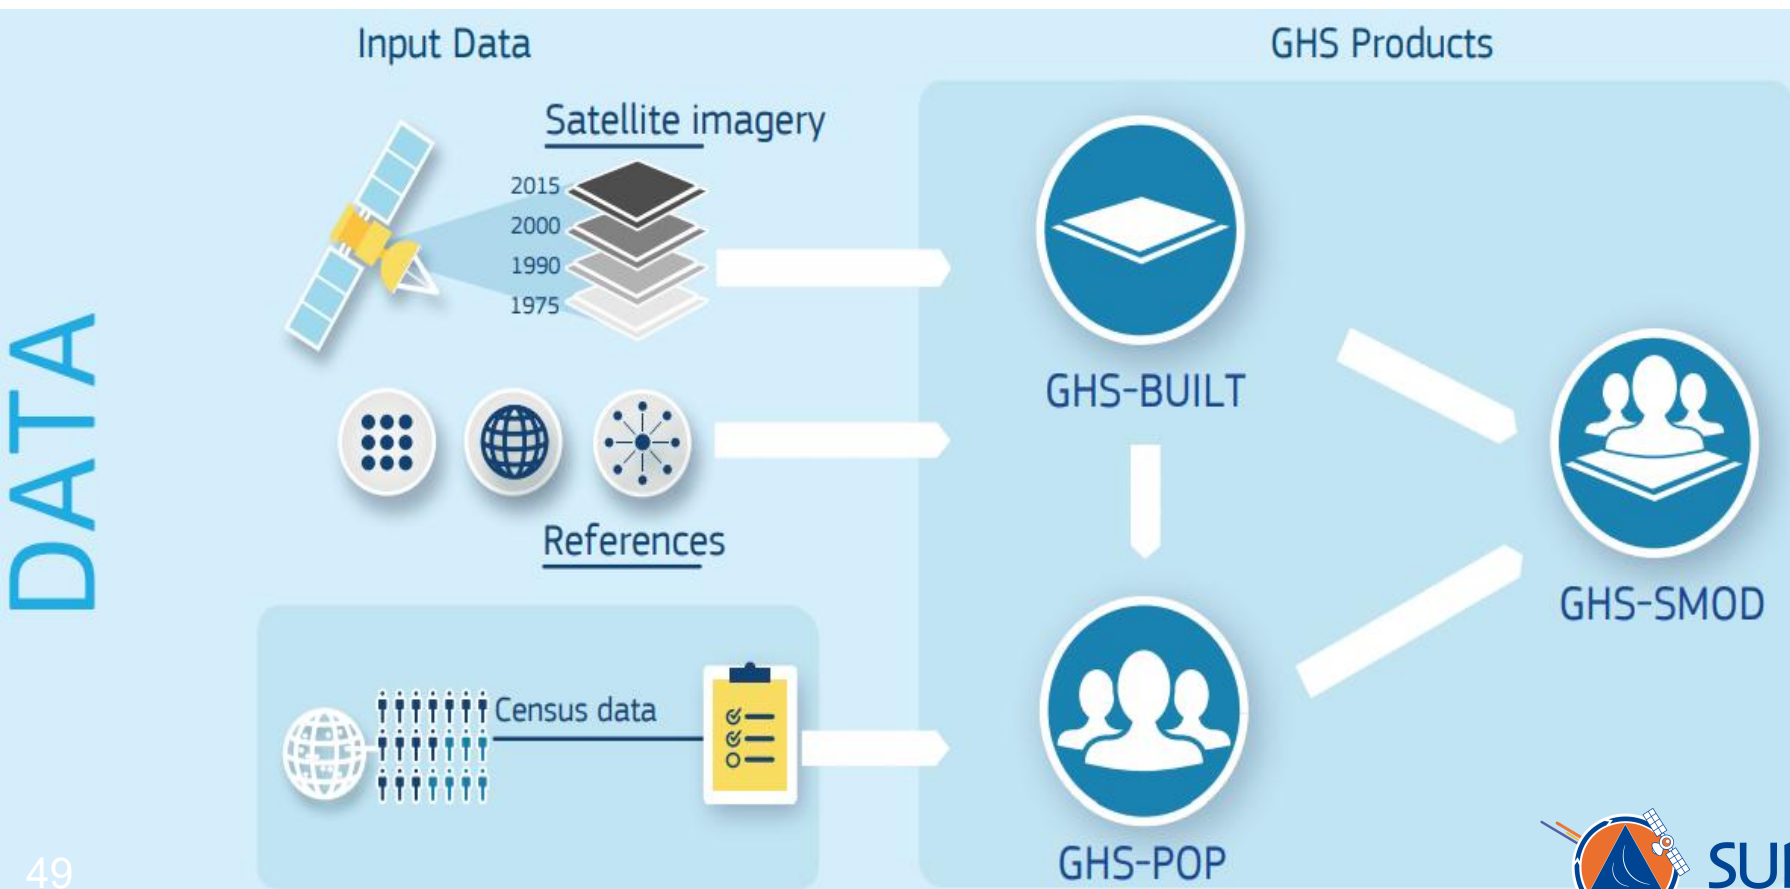 Input Data
GHS Products
Satellite imagery
2015
2000
1990
1975
References
Census data
GHS-BUILT
GHS-POP
GHS-SMOD
DATA
49